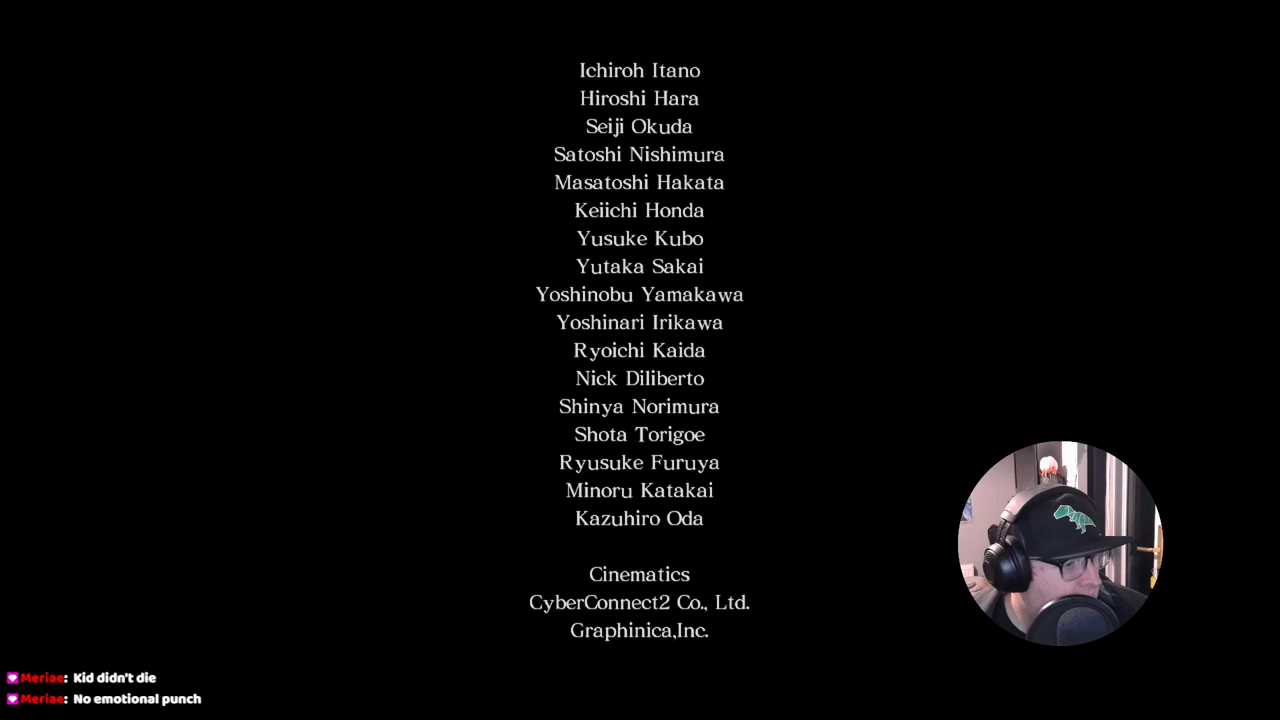 Ichiroh Itano
Hiroshi Hara
Seiji Okuda
Satoshi Nishimura
Masatoshi Hakata
Keiichi Honda
Yusuke Kubo
Yutaka Sakai
Yoshinobu Yamakawa
Yoshinari Irikawa
Ryoichi Kaida
Nick Diliberto
Shinya Norimura
Shota Torigoe
Ryusuke Furuya
Minoru Katakai
Kazuhiro Oda
Cinematics
CyberConnect2 Co., Ltd.
Graphinica,Inc.
Meriae: Kid didn't die
Meriae: No emotional punch